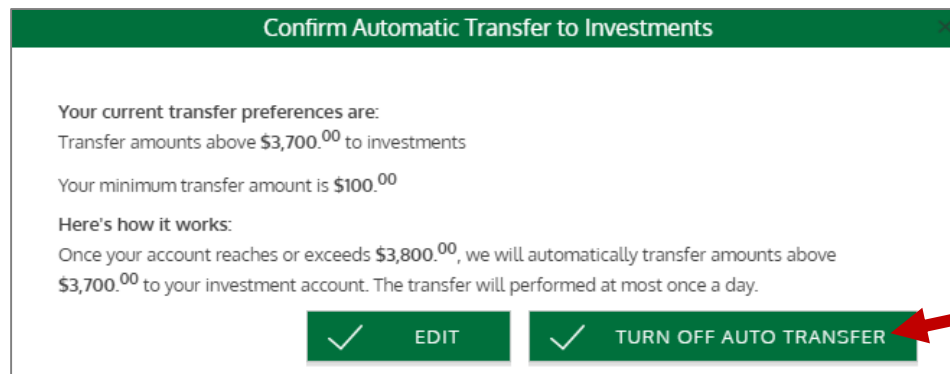 Confirm Automatic Transfer to Investments
Your current transfer preferences are:
Transfer amounts above $3,700.00 to investments
Your minimum transfer amount is $100.00
Here's how it works:
Once your account reaches or exceeds $3,800.00, we will automatically transfer amounts above
$3,700.00 to your investment account. The transfer will performed at most once a day.
EDIT
TURN OFF AUTO TRANSFER